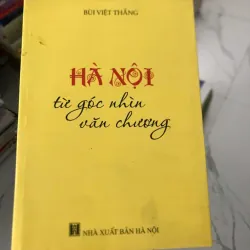 BÙI VIỆT THẮNG
HÀ NỘI
từ góc nhìn
văn chương
NHÀ XUẤT BẢN HÀ NỘI